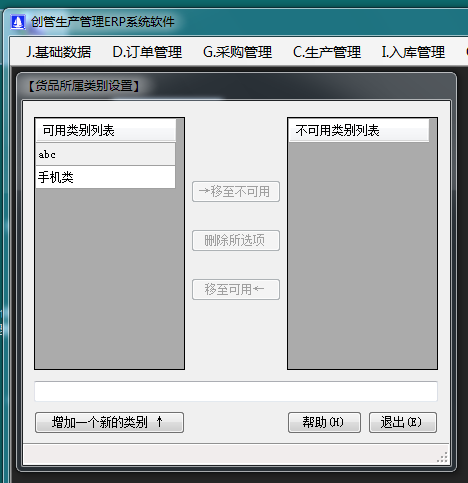 创管生产管理ERP系统软件
J.基础数据 D.订单管理 G.采购管理 C.生产管理 I.入库管理
【货品所属类别设置】
可用类别列表 不可用类别列表
abc
手机类
→移至不可用
删除所选项
移至可用←
增加一个新的类别 ↑ 帮助(H) 退出(E)